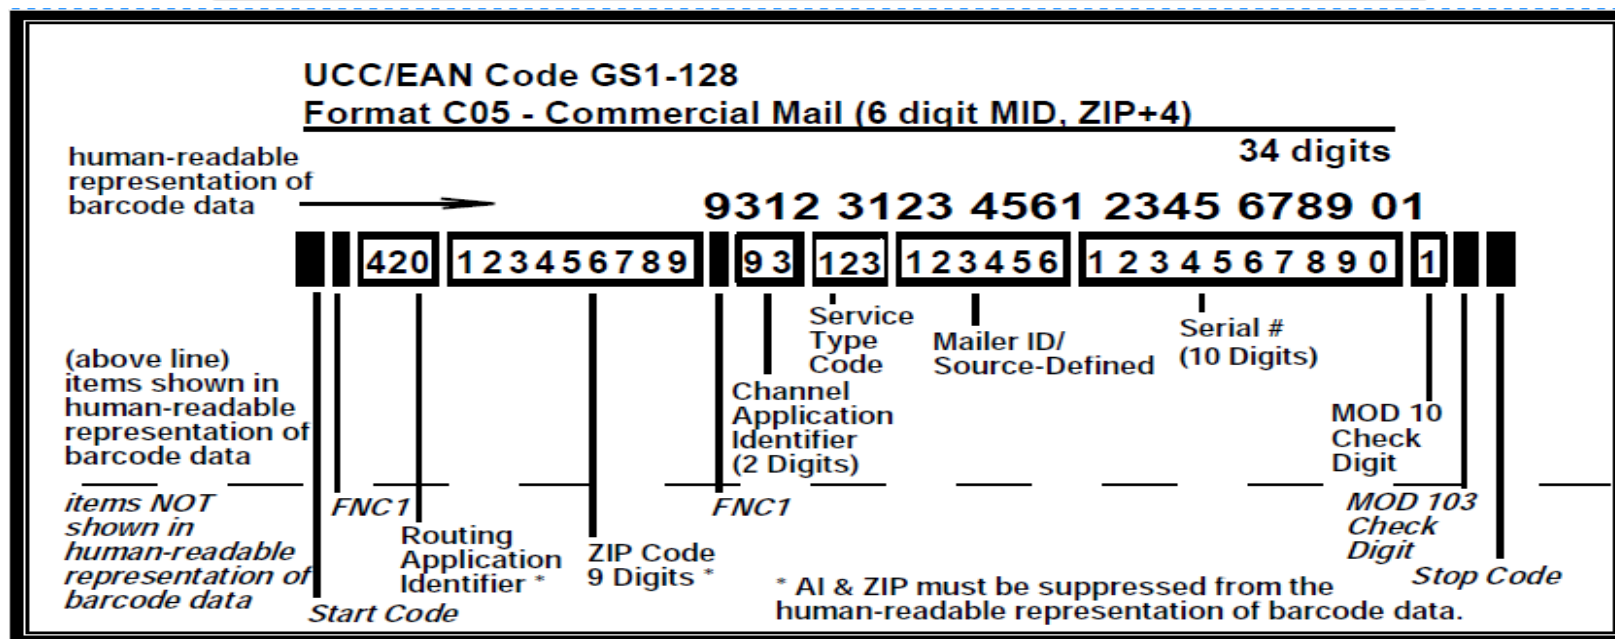 UCC/EAN Code GS1-128
Format C05 - Commercial Mail (6 digit MID, ZIP+4)
34 digits
human-readable
representation of
barcode data
9312 3123 4561 2345 6789 01
420 123456789 93 123 123456 1234567890 1
Service
Type
Code
Mailer ID/
Source-Defined
Serial #
(10 Digits)
(above line)
items shown in
human-readable
representation of
barcode data
Channel
Application
Identifier
(2 Digits)
MOD 10
Check
Digit
items NOT
shown in
human-readable
representation of
barcode data
FNC1
FNC1
MOD 103
Check
Digit
Routing
Application
Identifier *
ZIP Code
9 Digits *
Stop Code
* AI & ZIP must be suppressed from the
human-readable representation of barcode data.
Start Code